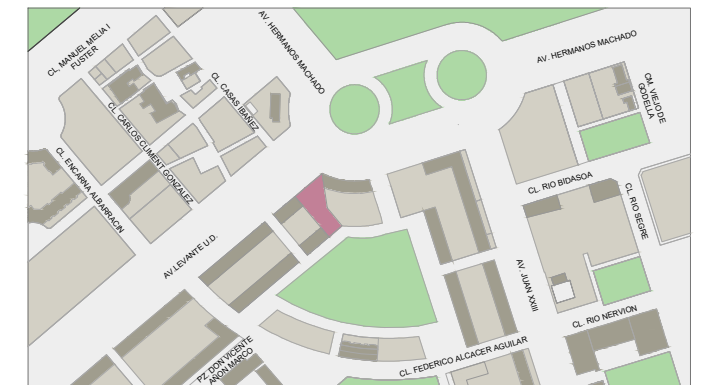 CL. MANUEL MELIA I
FUSTER
AV. HERMANOS MACHADO
AV. HERMANOS MACHADO
CL. CASAS IBAÑEZ
CM. VIEJO DE
GODELLA
CL. CARLOS CLIMENT GONZALEZ
CL. ENCARNA ALBARRACIN
CL. RIO BIDASOA
CL. RIO SEGRE
AV.LEVANTE U.D.
AV. JUAN XXIII
CL. RIO NERVION
PZ. DON VICENTE
AÑON MARCO
CL. FEDERICO ALCACER AGUILAR